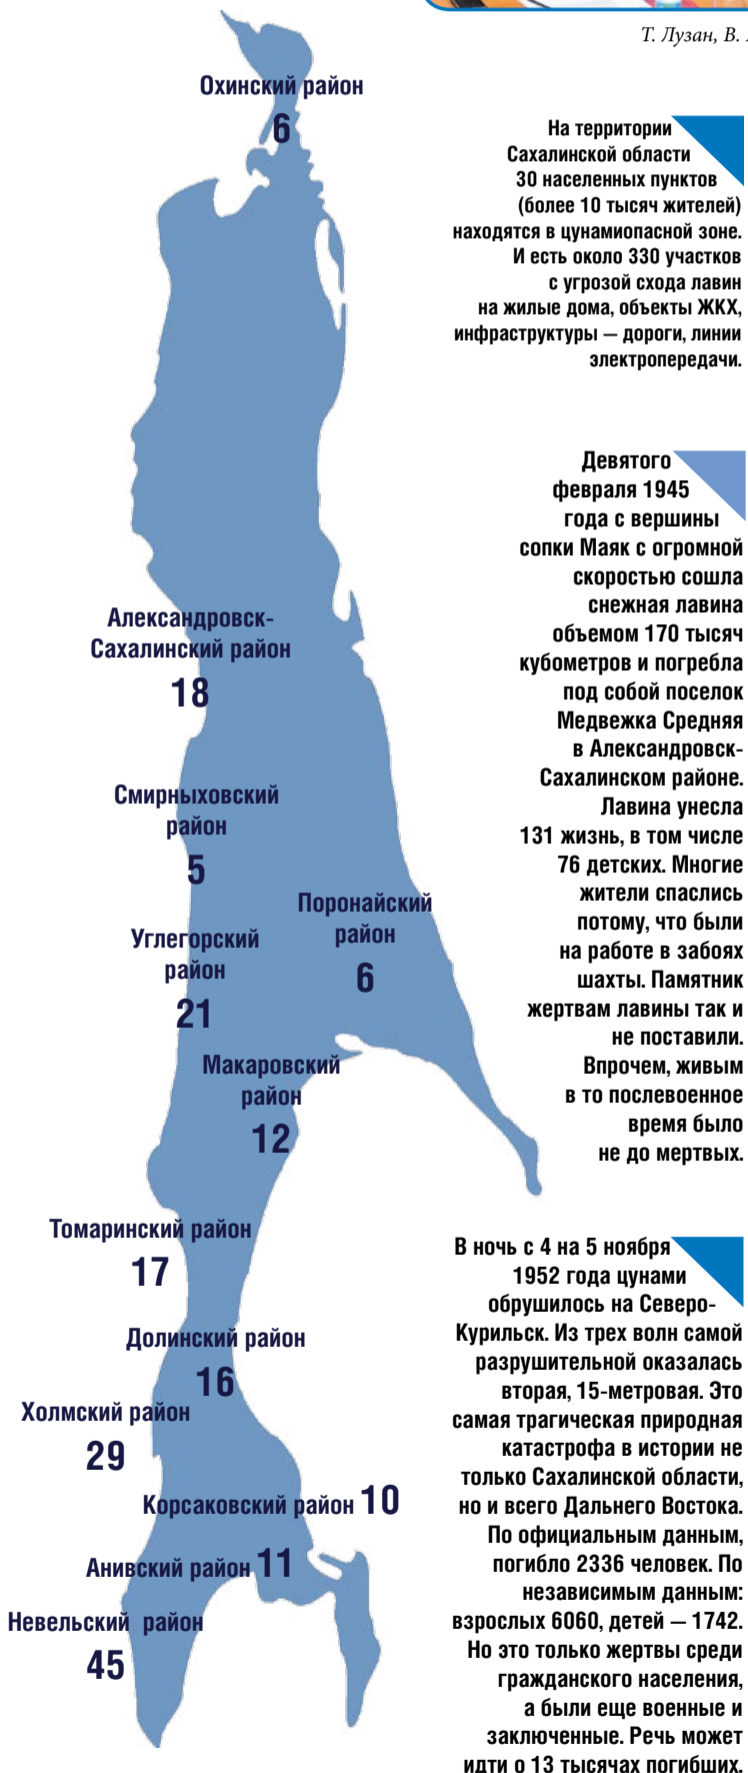 Т. Лузан, В.
Охинский район
6
На территории
Сахалинской области
30 населенных пунктов
(более 10 тысяч жителей)
находятся в цунамиопасной зоне.
И есть около 330 участков
с угрозой схода лавин
на жилые дома, объекты ЖКХ,
инфраструктуры — дороги, линии
электропередачи.
Девятого
февраля 1945
года с вершины
сопки Маяк с огромной
скоростью сошла
снежная лавина
объемом 170 тысяч
кубометров и погребла
под собой поселок
Медвежка Средняя
в Александровск-
Сахалинском районе.
Лавина унесла
131 жизнь, в том числе
76 детских. Многие
жители спаслись
потому, что были
на работе в забоях
шахты. Памятник
жертвам лавины так и
не поставили.
Впрочем, живым
в то послевоенное
время было
не до мертвых.
Александровск-
Сахалинский район
18
Смирныховский
район
5
Поронайский
район
6
Углегорский
район
21
Макаровский
район
12
Томаринский район
17
Долинский район
16
Холмский район
29
Корсаковский район 10
Анивский район 11
Невельский район
45
В ночь с 4 на 5 ноября
1952 года цунами
обрушилось на Северо-
Курильск. Из трех волн самой
разрушительной оказалась
вторая, 15-метровая. Это
самая трагическая природная
катастрофа в истории не
только Сахалинской области,
но и всего Дальнего Востока.
По официальным данным,
погибло 2336 человек. По
независимым данным:
взрослых 6060, детей — 1742.
Но это только жертвы среди
гражданского населения,
а были еще военные и
заключенные. Речь может
идти о 13 тысячах погибших.